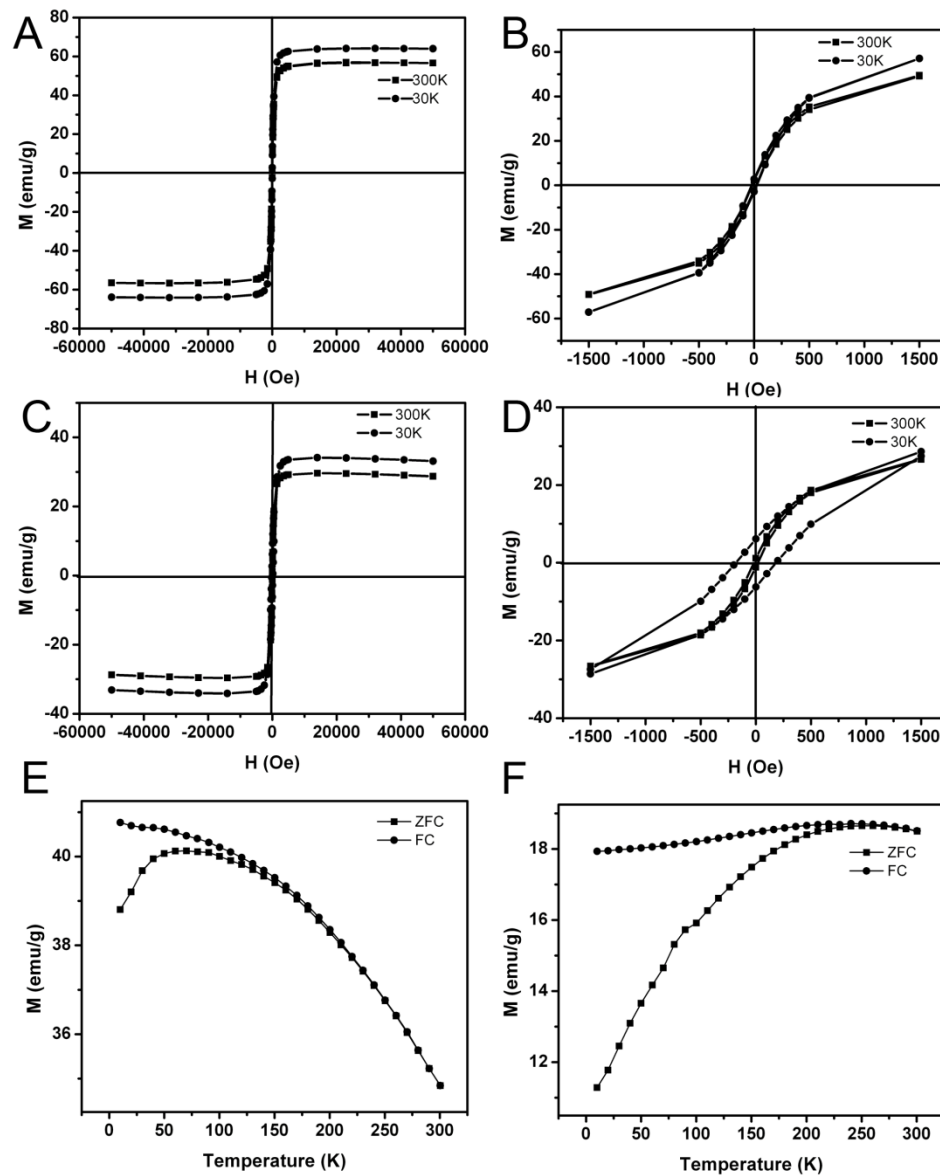 A
80
60
40
20
0
-20
-40
-60
-80
M (emu/g)
300K
30K
-60000 -40000 -20000 0 20000 40000 60000
H (Oe)
B
60
40
20
0
-20
-40
-60
M (emu/g)
300K
30K
-1500 -1000 -500 0 500 1000 1500
H (Oe)
C
40
20
0
-20
-40
M (emu/g)
300K
30K
-60000 -40000 -20000 0 20000 40000 60000
H (Oe)
D
40
20
0
-20
-40
M (emu/g)
300K
30K
-1500 -1000 -500 0 500 1000 1500
H (Oe)
E
40
38
36
M (emu/g)
ZFC
FC
0 50 100 150 200 250 300
Temperature (K)
F
18
16
14
12
M (emu/g)
ZFC
FC
0 50 100 150 200 250 300
Temperature (K)